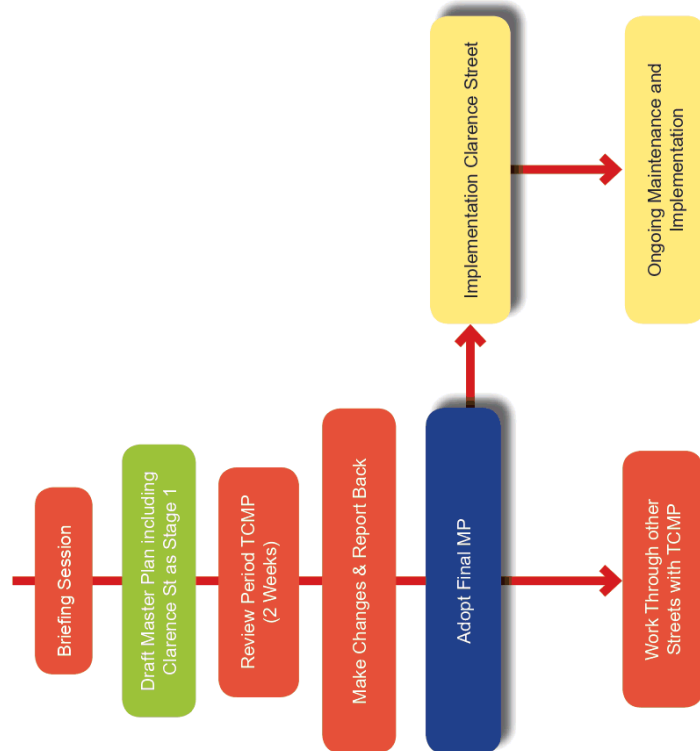 Briefing Session
Draft Master Plan including
Clarence St as Stage 1
Review Period TCMP
(2 Weeks)
Make Changes & Report Back
Adopt Final MP
Implementation Clarence Street
Work Through other
Streets with TCMP
Ongoing Maintenance and
Implementation